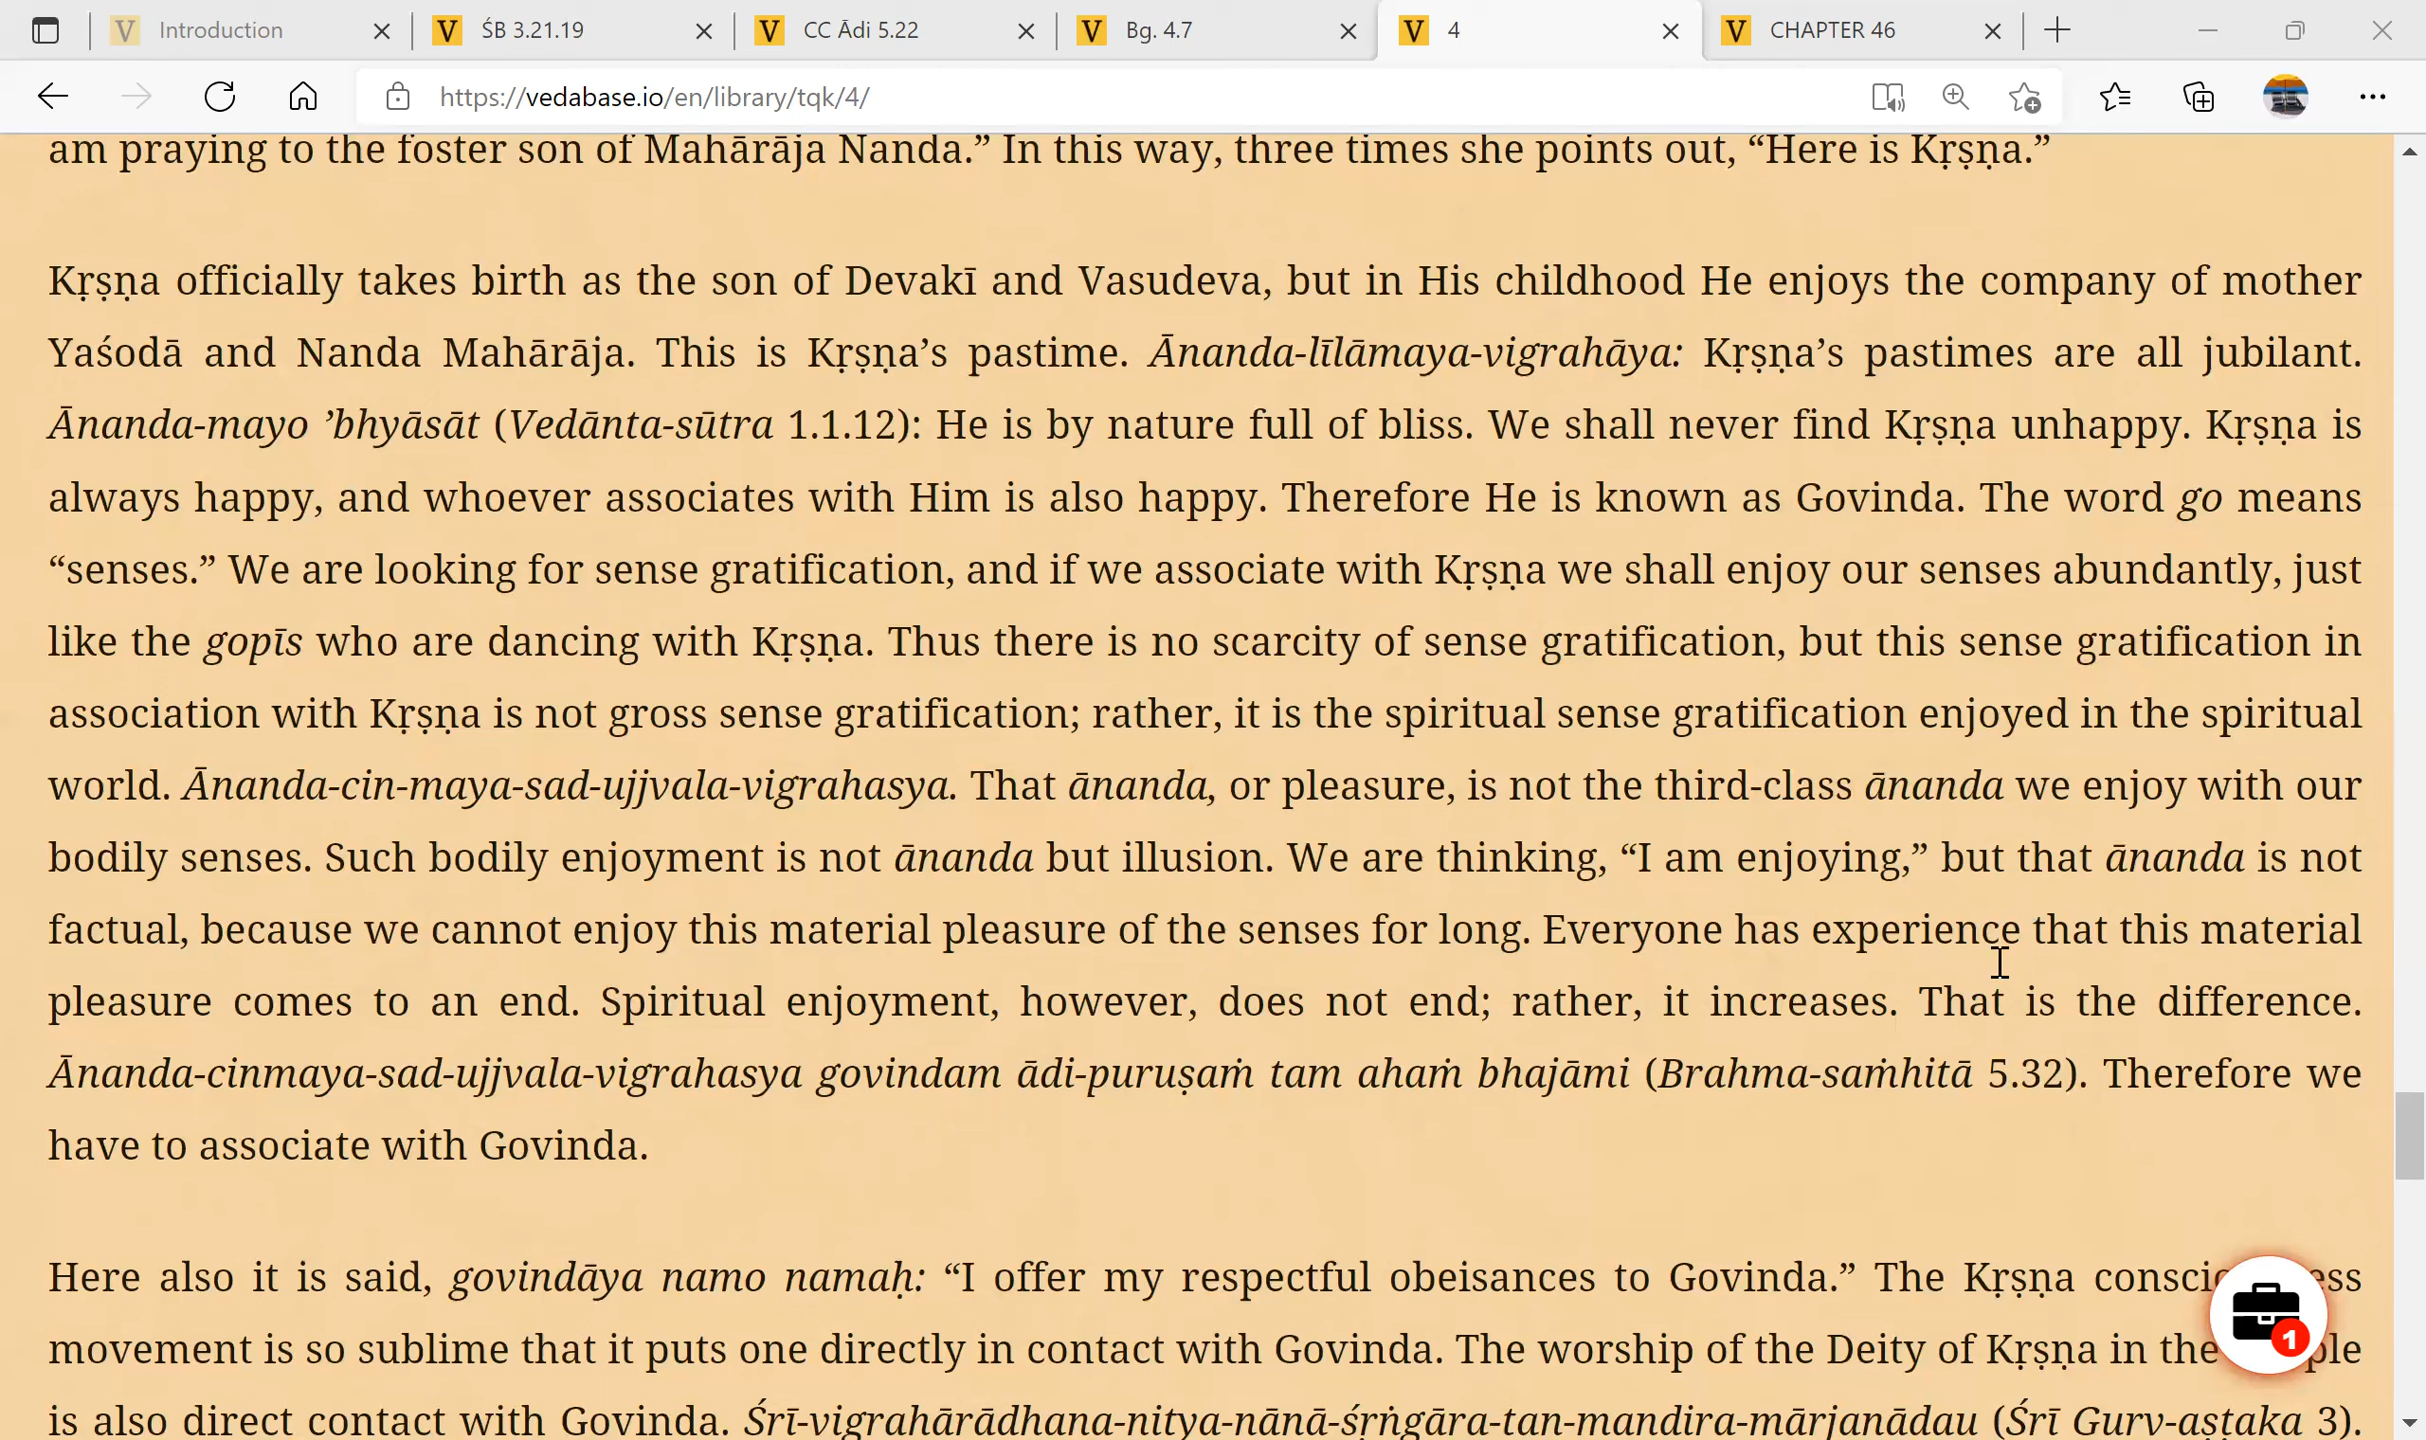 Introduction
ŚB 3.21.19
CC Ādi 5.22
Bg. 4.7
4
CHAPTER 46
https://vedabase.io/en/library/tqk/4/
am praying to the foster son of Mahārāja Nanda.” In this way, three times she points out, “Here is Kṛṣṇa.”
Kṛṣṇa officially takes birth as the son of Devakī and Vasudeva, but in His childhood He enjoys the company of mother
Yaśodā and Nanda Mahārāja. This is Kṛṣṇa’s pastime. Ānanda-līlāmaya-vigrahāya: Kṛṣṇa’s pastimes are all jubilant.
Ānanda-mayo ’bhyāsāt (Vedānta-sūtra 1.1.12): He is by nature full of bliss. We shall never find Kṛṣṇa unhappy. Kṛṣṇa is
always happy, and whoever associates with Him is also happy. Therefore He is known as Govinda. The word go means
“senses.” We are looking for sense gratification, and if we associate with Kṛṣṇa we shall enjoy our senses abundantly, just
like the gopīs who are dancing with Kṛṣṇa. Thus there is no scarcity of sense gratification, but this sense gratification in
association with Kṛṣṇa is not gross sense gratification; rather, it is the spiritual sense gratification enjoyed in the spiritual
world. Ānanda-cin-maya-sad-ujjvala-vigrahasya. That ānanda, or pleasure, is not the third-class ānanda we enjoy with our
bodily senses. Such bodily enjoyment is not ānanda but illusion. We are thinking, “I am enjoying,” but that ānanda is not
factual, because we cannot enjoy this material pleasure of the senses for long. Everyone has experience that this material
pleasure comes to an end. Spiritual enjoyment, however, does not end; rather, it increases. That is the difference.
Ānanda-cinmaya-sad-ujjvala-vigrahasya govindam ādi-puruṣaṁ tam ahaṁ bhajāmi (Brahma-saṁhitā 5.32). Therefore we
have to associate with Govinda.
Here also it is said, govindāya namo namaḥ: “I offer my respectful obeisances to Govinda.” The Kṛṣṇa
movement is so sublime that it puts one directly in contact with Govinda. The worship of the Deity of Kṛṣṇa in the
is also direct contact with Govinda. Śrī-vigrahārādhana-nitya-nānā-śṛṅgāra-tan-mandira-mārjanādau (Śrī Gurv-aṣṭaka 3).
1